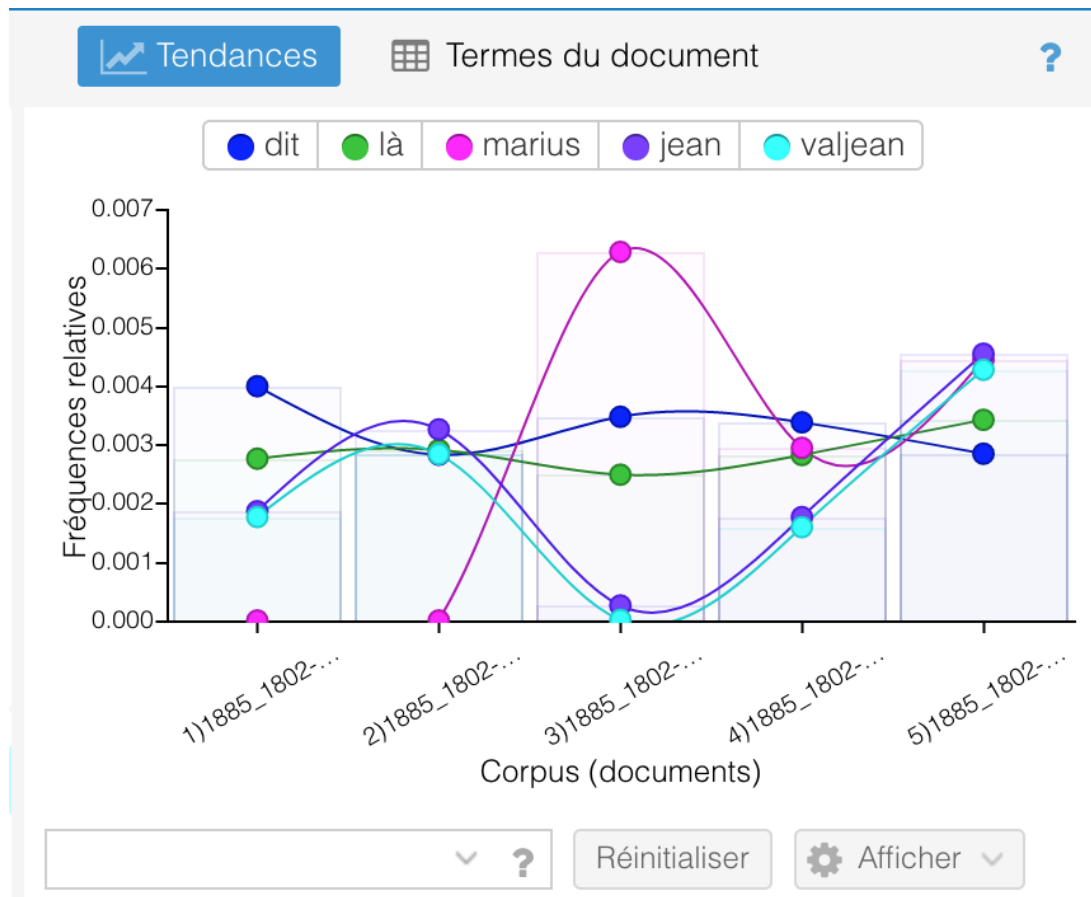 Tendances
Termes du document
?
dit
là
marius
jean
valjean
Fréquences relatives
0.007
0.006
0.005
0.004
0.003
0.002
0.001
0.000
1)1885_1802-...
2)1885_1802-...
3)1885_1802-...
4)1885_1802-...
5)1885_1802-...
Corpus (documents)
?
Réinitialiser
Afficher